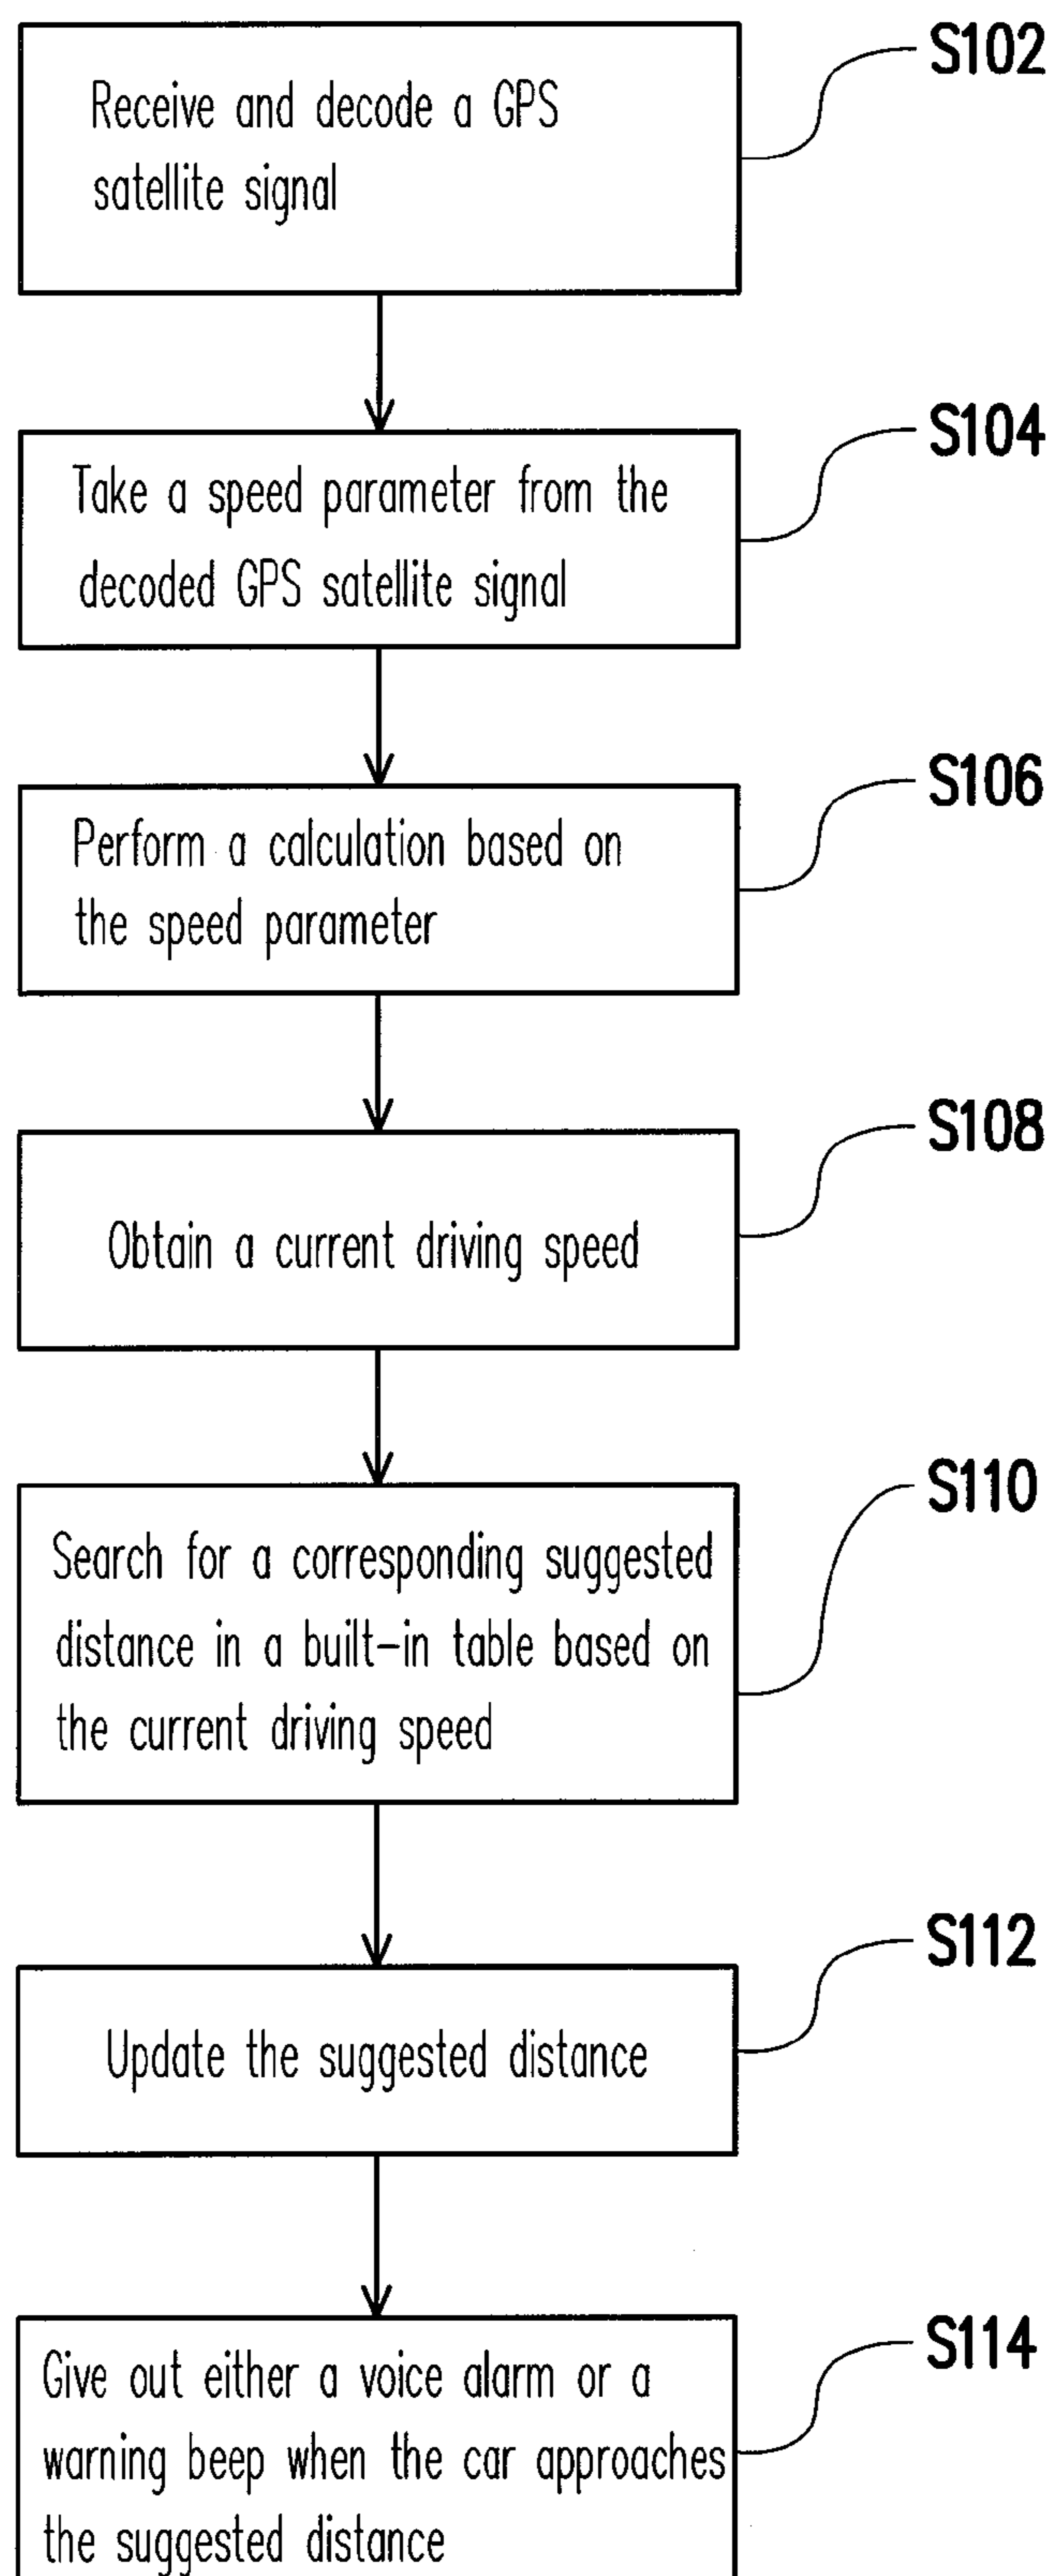 S102
Receive and decode a GPS
satellite signal
S104
Take a speed parameter from the
decoded GPS satellite signal
S106
Perform a calculation based on
the speed parameter
S108
Obtain a current driving speed
S110
Search for a corresponding suggested
distance in a built-in table based on
the current driving speed
S112
Update the suggested distance
S114
Give out either a voice alarm or a
warning beep when the car approaches
the suggested distance